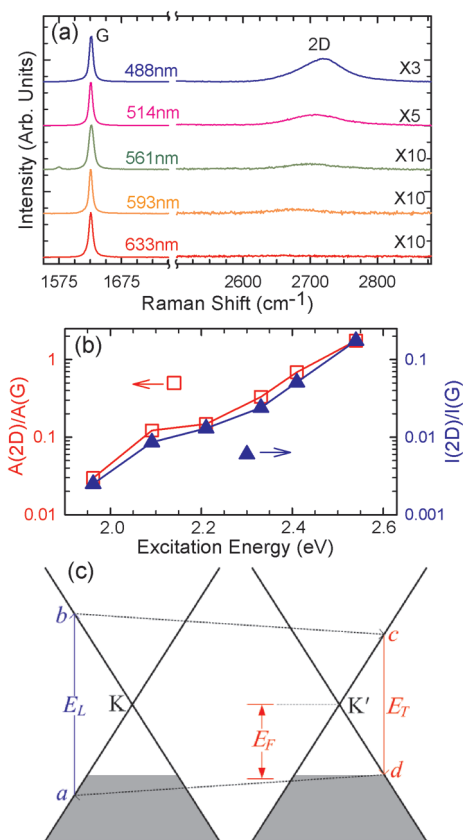 (a)
G
2D
488nm
X3
514nm
X5
561nm
X10
593nm
X10
633nm
X10
Intensity (Arb. Units)
1575 1675 2600 2700 2800
Raman Shift (cm⁻¹)
(b)
1
0.1
0.01
A(2D)/A(G)
0.1
0.01
0.001
I(2D)/I(G)
2.0 2.2 2.4 2.6
Excitation Energy (eV)
(c)
b
c
K
K′
E_L
E_F
E_T
a
d